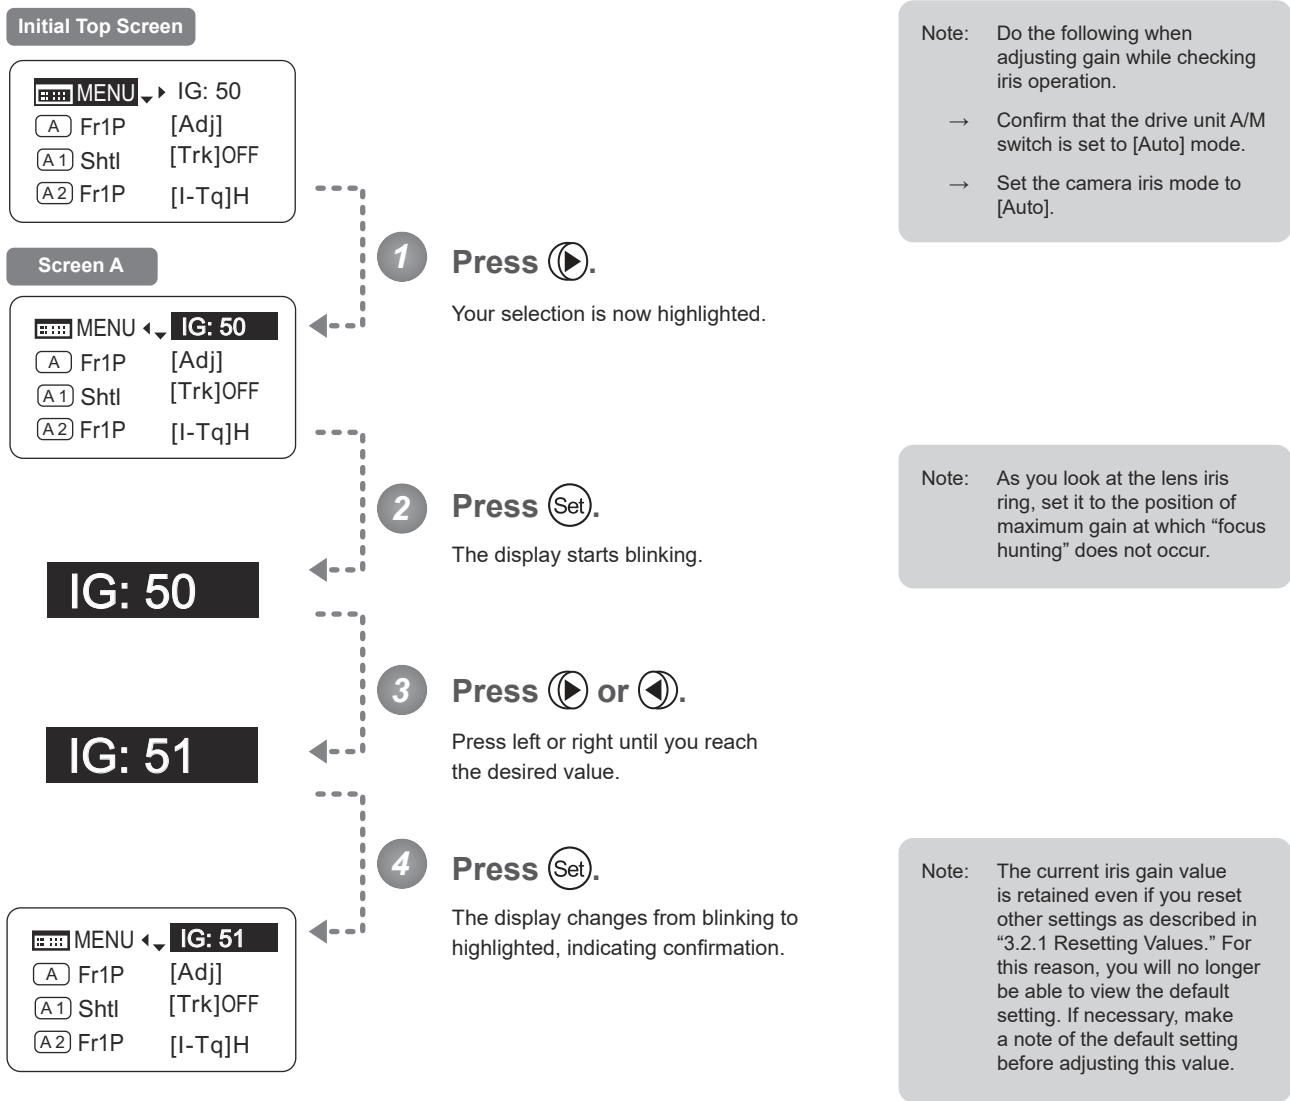 Initial Top Screen
MENU IG: 50
A Fr1P [Adj]
A1 Shtl [Trk]OFF
A2 Fr1P [I-Tq]H
Screen A
MENU IG: 50
A Fr1P [Adj]
A1 Shtl [Trk]OFF
A2 Fr1P [I-Tq]H
IG: 50
IG: 51
MENU IG: 51
A Fr1P [Adj]
A1 Shtl [Trk]OFF
A2 Fr1P [I-Tq]H
1 Press .
Your selection is now highlighted.
2 Press Set.
The display starts blinking.
3 Press or .
Press left or right until you reach
the desired value.
4 Press Set.
The display changes from blinking to
highlighted, indicating confirmation.
Note: Do the following when
adjusting gain while checking
iris operation.
→ Confirm that the drive unit A/M
switch is set to [Auto] mode.
→ Set the camera iris mode to
[Auto].
Note: As you look at the lens iris
ring, set it to the position of
maximum gain at which “focus
hunting” does not occur.
Note: The current iris gain value
is retained even if you reset
other settings as described in
“3.2.1 Resetting Values.” For
this reason, you will no longer
be able to view the default
setting. If necessary, make
a note of the default setting
before adjusting this value.